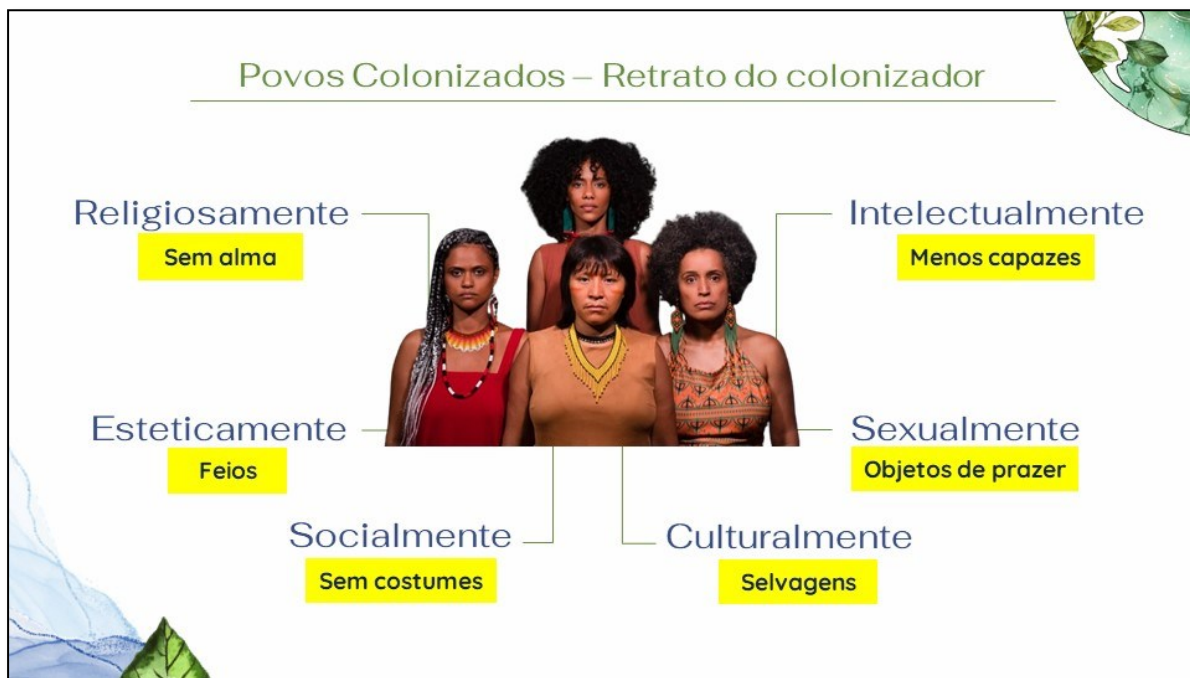 Povos Colonizados – Retrato do colonizador
Religiosamente
Sem alma
Intelectualmente
Menos capazes
Esteticamente
Feios
Sexualmente
Objetos de prazer
Socialmente
Sem costumes
Culturalmente
Selvagens